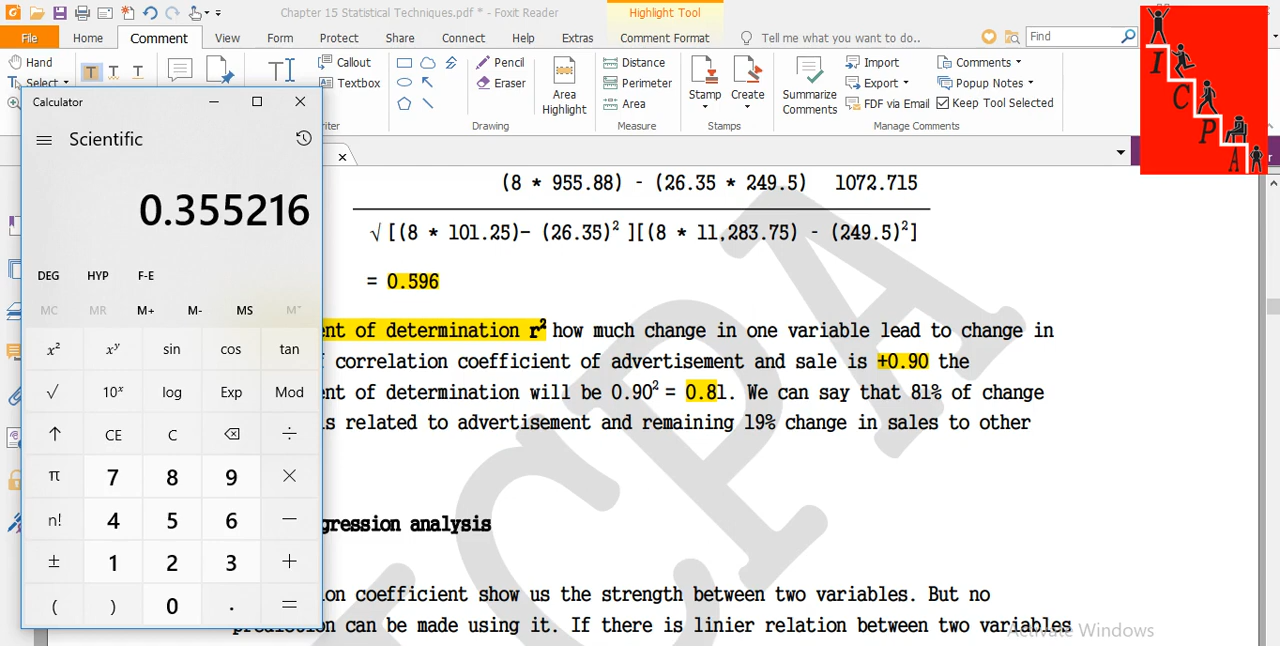 Chapter 15 Statistical Techniques.pdf * - Foxit Reader
Highlight Tool
File Home Comment View Form Protect Share Connect Help Extras Comment Format Tell me what you want to do.. Find
Hand
Select
T T T
Callout
Textbox
Pencil
Eraser
Drawing
Area
Highlight
Distance
Perimeter
Area
Measure
Stamp Create
Stamps
Summarize
Comments
Import
Export
FDF via Email
Comments
Popup Notes
Keep Tool Selected
Manage Comments
I
C
P
A
Calculator
Scientific
0.355216
DEG HYP F-E
MC MR M+ M- MS M
x² xʸ sin cos tan
√ 10ˣ log Exp Mod
↑ CE C ÷
π 7 8 9 ×
n! 4 5 6 −
± 1 2 3 +
( ) 0 . =
(8 * 955.88) - (26.35 * 249.5) 1072.715
√ [(8 * 101.25)- (26.35)² ][(8 * 11,283.75) - (249.5)²]
= 0.596
ent of determination r² how much change in one variable lead to change in
f correlation coefficient of advertisement and sale is +0.90 the
ent of determination will be 0.90² = 0.81. We can say that 81% of change
is related to advertisement and remaining 19% change in sales to other
gression analysis
ion coefficient show us the strength between two variables. But no
prediction can be made using it. If there is linier relation between two variables
Activate Windows
ICPA